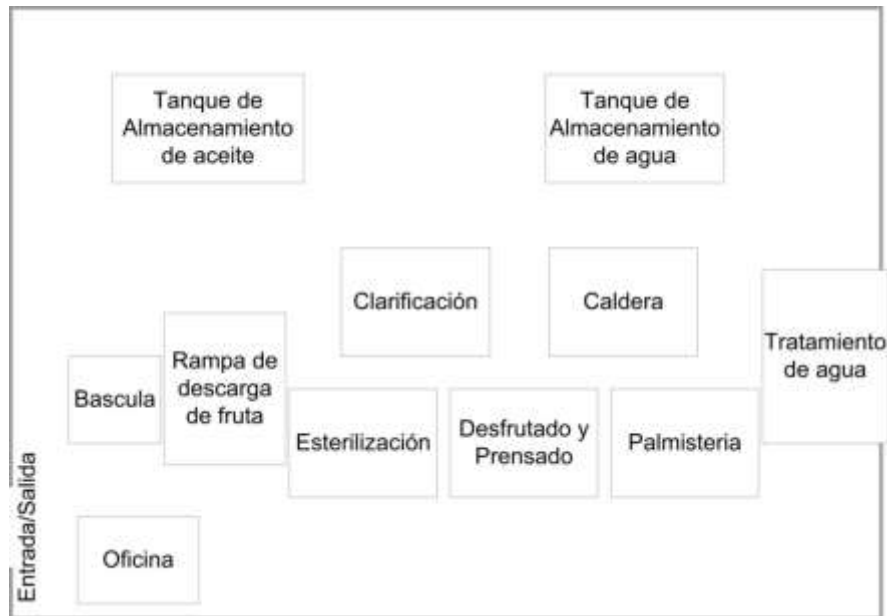 Tanque de
Almacenamiento
de aceite
Tanque de
Almacenamiento
de agua
Clarificación
Caldera
Tratamiento
de agua
Rampa de
descarga
de fruta
Bascula
Esterilización
Desfrutado y
Prensado
Palmisteria
Entrada/Salida
Oficina